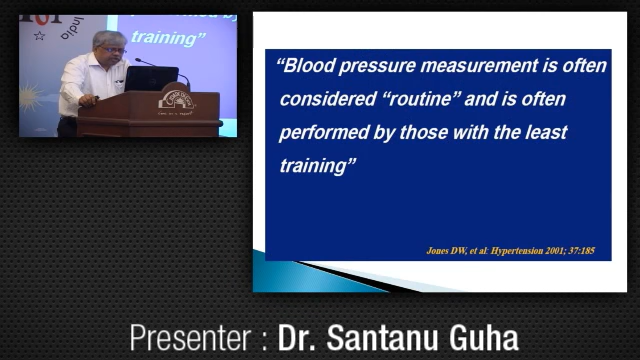 India
training”
“Blood pressure measurement is often
considered “routine” and is often
performed by those with the least
training”
Jones DW, et al: Hypertension 2001; 37:185
Presenter : Dr. Santanu Guha